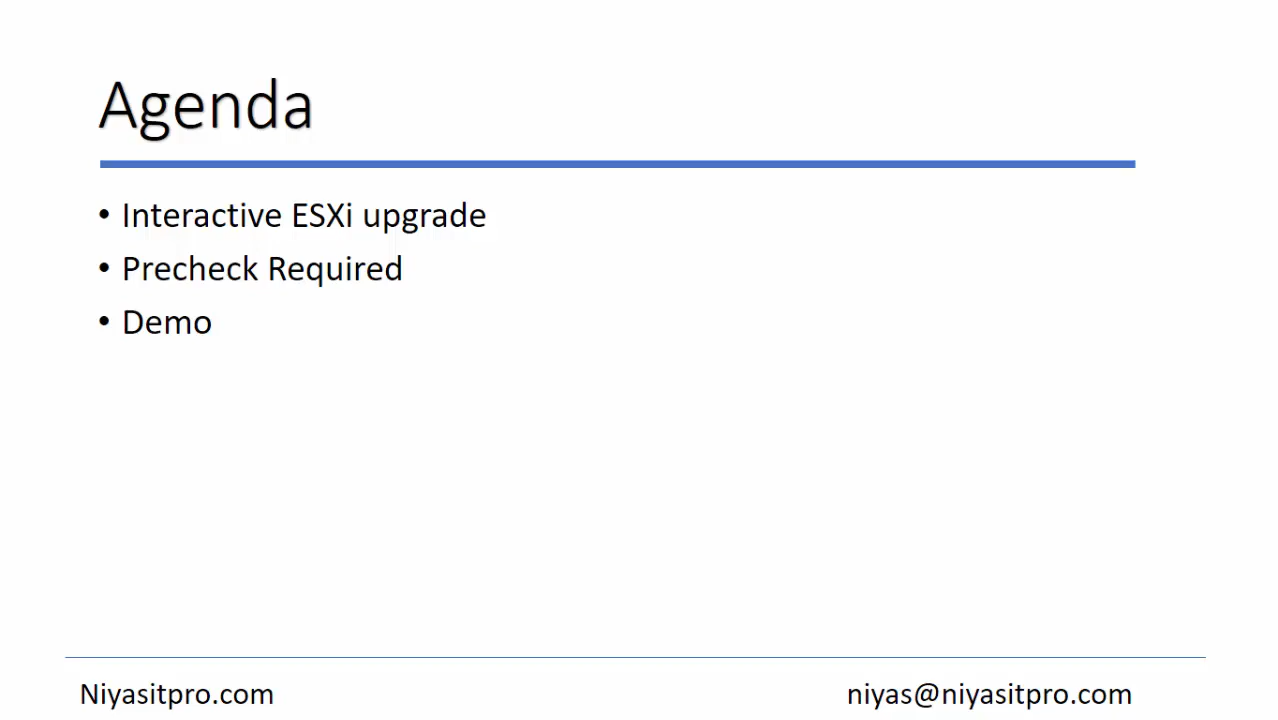 Agenda
• Interactive ESXi upgrade
• Precheck Required
• Demo
Niyasitpro.com
niyas@niyasitpro.com